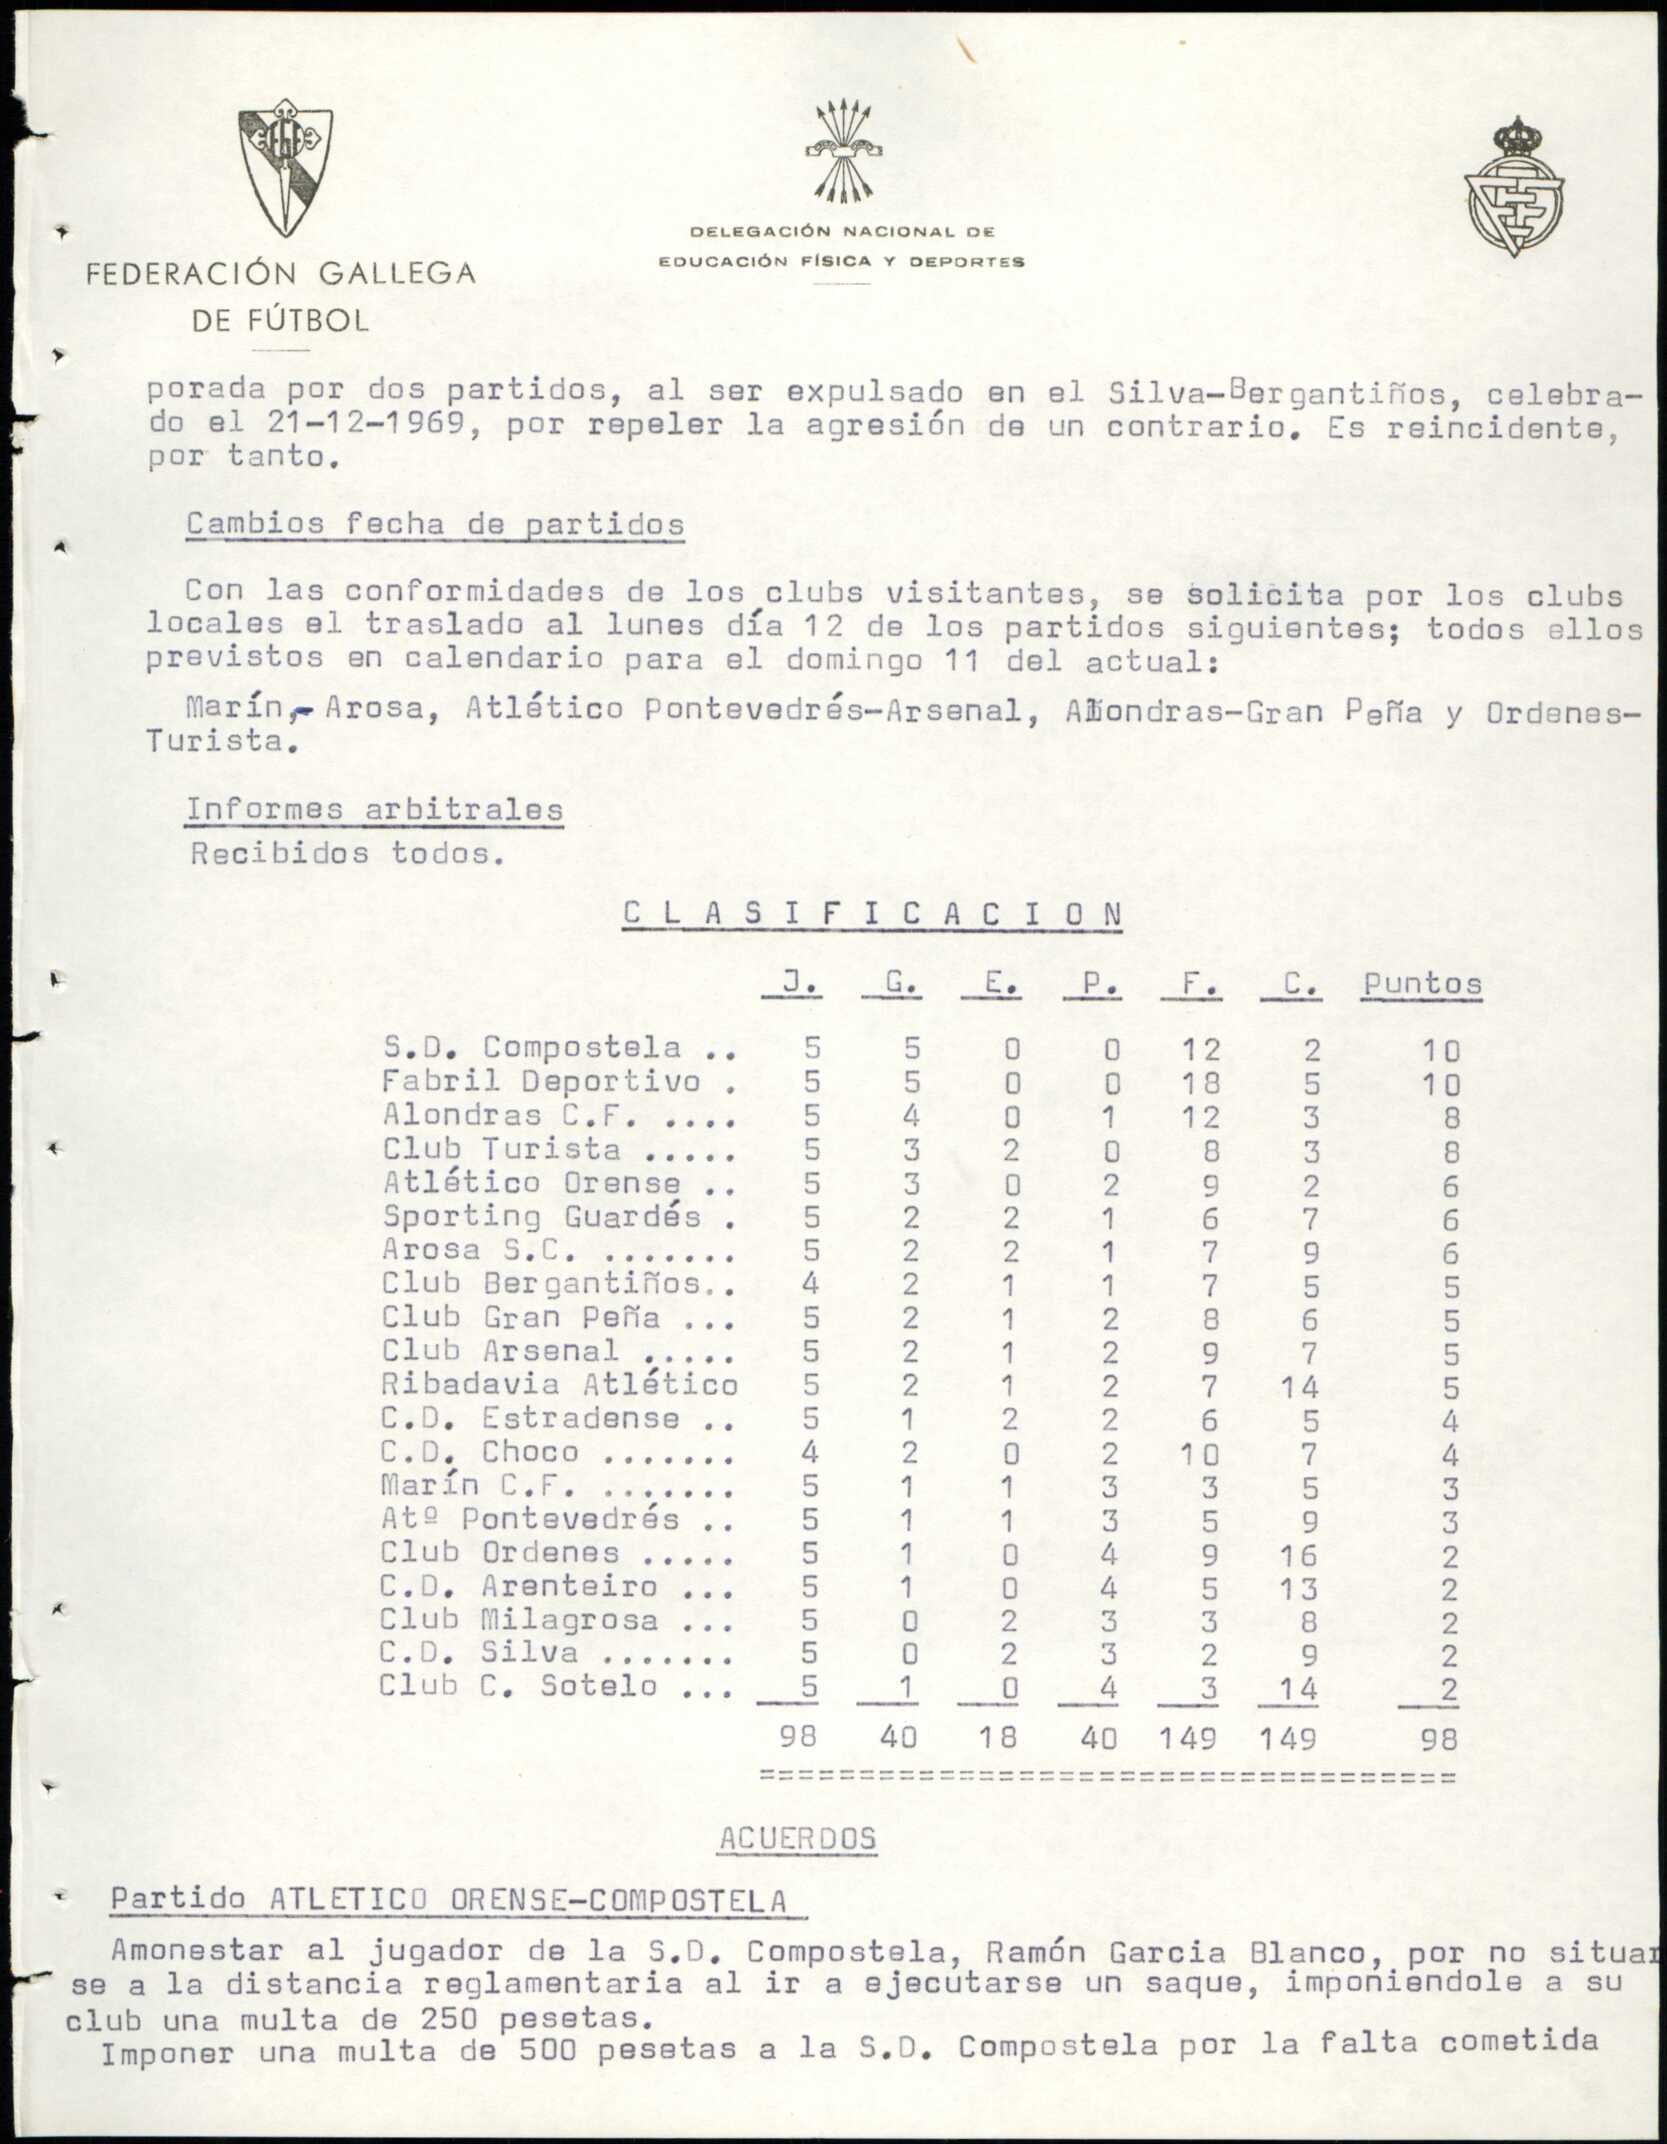 FEDERACIÓN GALLEGA
DE FÚTBOL
DELEGACIÓN NACIONAL DE
EDUCACIÓN FÍSICA Y DEPORTES
porada por dos partidos, al ser expulsado en el Silva-Bergantiños, celebra-
do el 21-12-1969, por repeler la agresión de un contrario. Es reincidente,
por tanto.
Cambios fecha de partidos
Con las conformidades de los clubs visitantes, se solicita por los clubs
locales el traslado al lunes día 12 de los partidos siguientes; todos ellos
previstos en calendario para el domingo 11 del actual:
Marín,- Arosa, Atlético Pontevedrés-Arsenal, Alondras-Gran Peña y Ordenes-
Turista.
Informes arbitrales
Recibidos todos.
C L A S I F I C A C I O N
J. G. E. P. F. C. Puntos
S.D. Compostela .. 5 5 0 0 12 2 10
Fabril Deportivo . 5 5 0 0 18 5 10
Alondras C.F. .... 5 4 0 1 12 3 8
Club Turista ..... 5 3 2 0 8 3 8
Atlético Orense .. 5 3 0 2 9 2 6
Sporting Guardés . 5 2 2 1 6 7 6
Arosa S.C. ....... 5 2 2 1 7 9 6
Club Bergantiños.. 4 2 1 1 7 5 5
Club Gran Peña ... 5 2 1 2 8 6 5
Club Arsenal ..... 5 2 1 2 9 7 5
Ribadavia Atlético 5 2 1 2 7 14 5
C.D. Estradense .. 5 1 2 2 6 5 4
C.D. Choco ....... 4 2 0 2 10 7 4
Marín C.F. ....... 5 1 1 3 3 5 3
Atº Pontevedrés .. 5 1 1 3 5 9 3
Club Ordenes ..... 5 1 0 4 9 16 2
C.D. Arenteiro ... 5 1 0 4 5 13 2
Club Milagrosa ... 5 0 2 3 3 8 2
C.D. Silva ....... 5 0 2 3 2 9 2
Club C. Sotelo ... 5 1 0 4 3 14 2
98 40 18 40 149 149 98
===================================
ACUERDOS
Partido ATLETICO ORENSE-COMPOSTELA
Amonestar al jugador de la S.D. Compostela, Ramón Garcia Blanco, por no situar
se a la distancia reglamentaria al ir a ejecutarse un saque, imponiendole a su
club una multa de 250 pesetas.
Imponer una multa de 500 pesetas a la S.D. Compostela por la falta cometida